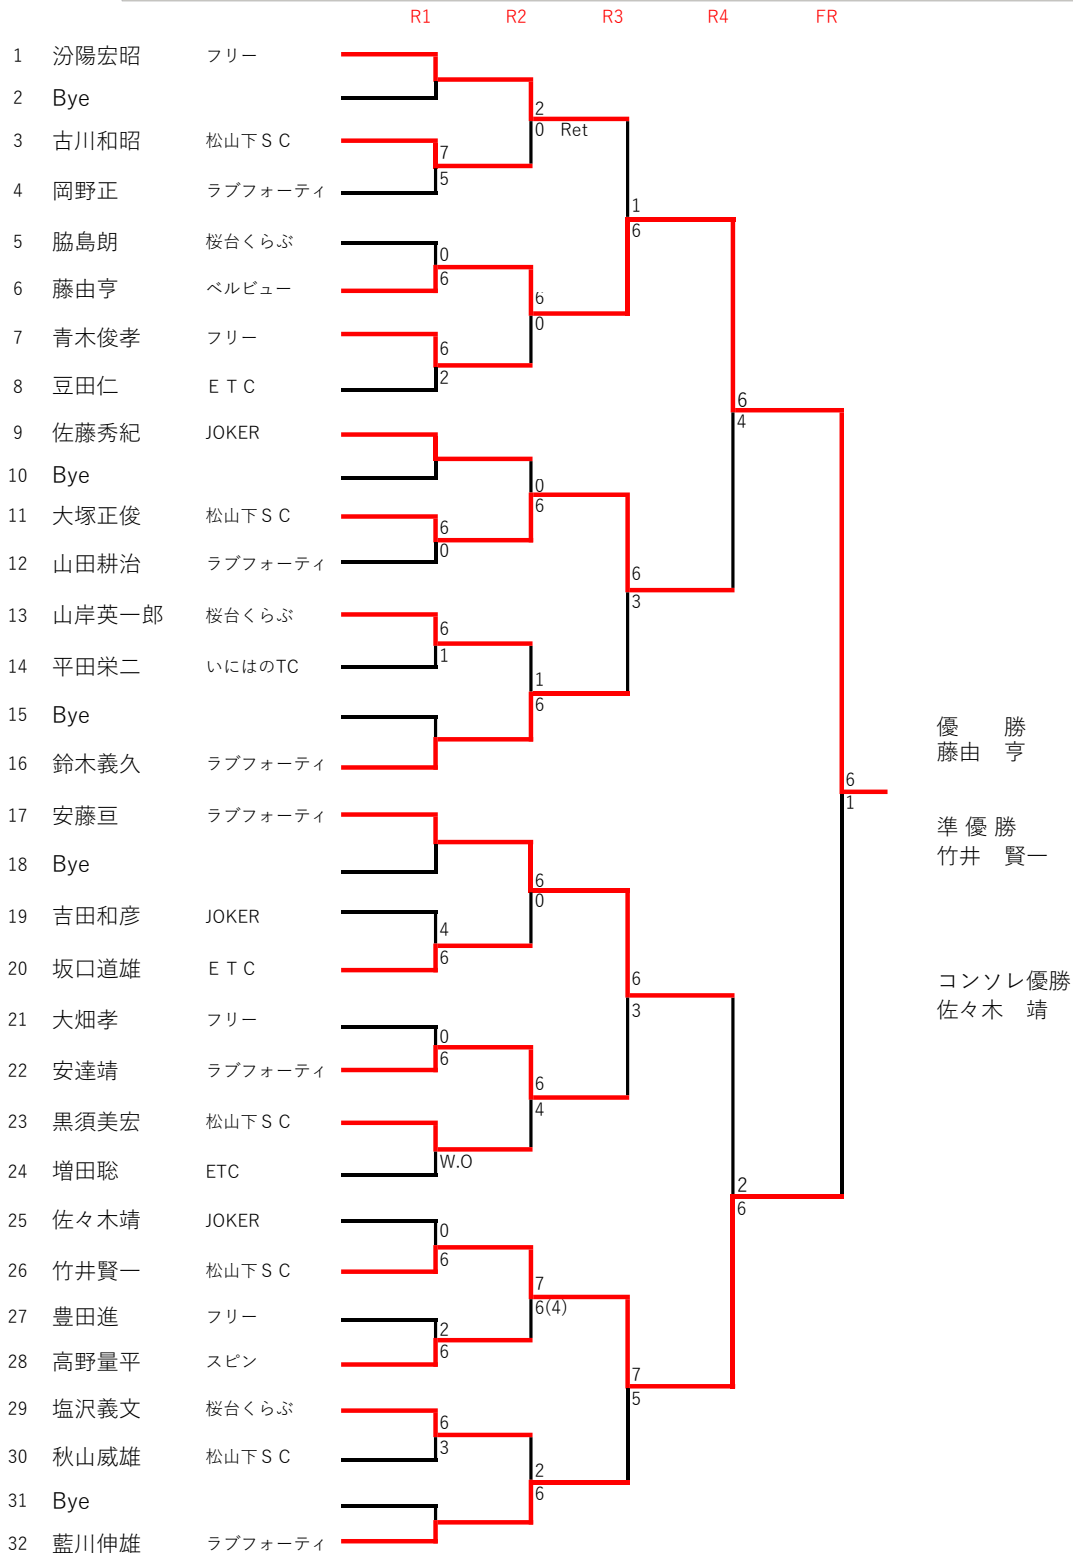 R1 R2 R3 R4 FR
1 汾陽宏昭 フリー
2 Bye
2
0 Ret
3 古川和昭 松山下ＳＣ
7
5
4 岡野正 ラブフォーティ
1
6
5 脇島朗 桜台くらぶ
0
6
6 藤由亨 ベルビュー
6
0
7 青木俊孝 フリー
6
2
8 豆田仁 ＥＴＣ
6
4
9 佐藤秀紀 JOKER
10 Bye
0
6
11 大塚正俊 松山下ＳＣ
6
0
12 山田耕治 ラブフォーティ
6
3
13 山岸英一郎 桜台くらぶ
6
1
14 平田栄二 いにはのTC
1
6
15 Bye
16 鈴木義久 ラブフォーティ
優　勝
藤由　亨
6
1
17 安藤亘 ラブフォーティ
準 優 勝
竹井　賢一
18 Bye
6
0
19 吉田和彦 JOKER
4
6
20 坂口道雄 ＥＴＣ
6
3
コンソレ優勝
佐々木　靖
21 大畑孝 フリー
0
6
22 安達靖 ラブフォーティ
6
4
23 黒須美宏 松山下ＳＣ
W.O
24 増田聡 ETC
2
6
25 佐々木靖 JOKER
0
6
26 竹井賢一 松山下ＳＣ
7
6(4)
27 豊田進 フリー
2
6
28 高野量平 スピン
7
5
29 塩沢義文 桜台くらぶ
6
3
30 秋山威雄 松山下ＳＣ
2
6
31 Bye
32 藍川伸雄 ラブフォーティ